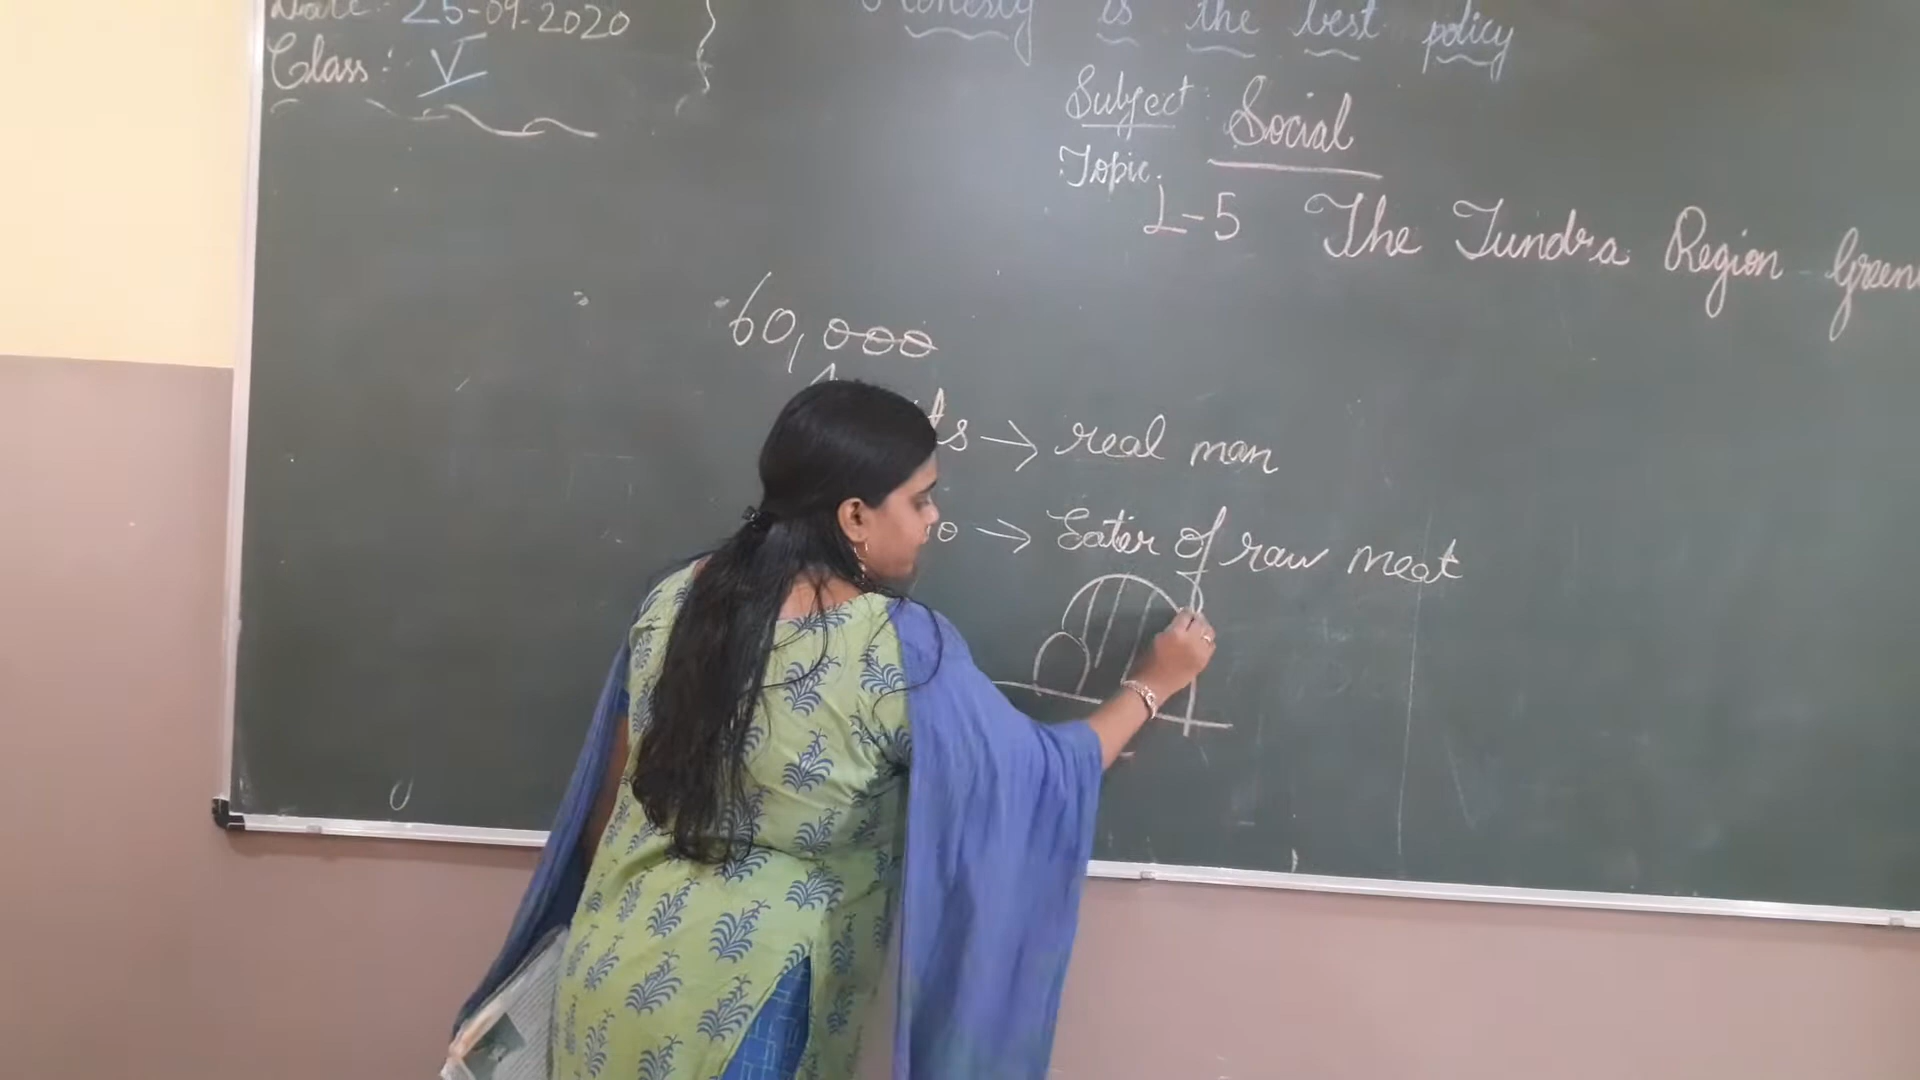 Date: 25-09-2020
Class: V
Honesty is the best policy
Subject: Social
Topic:
L-5 The Tundra Region
60,000
→ real man
→ Eater of raw meat